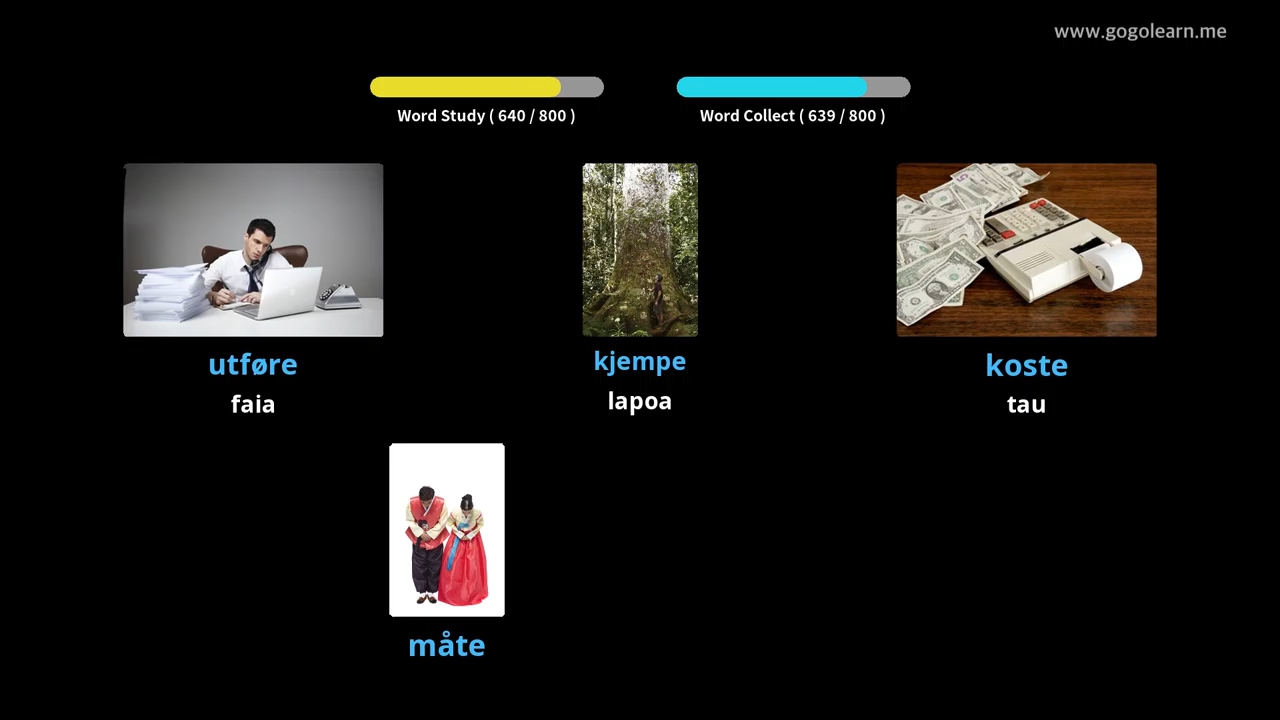 www.gogolearn.me
Word Study ( 640 / 800 )
Word Collect ( 639 / 800 )
utføre
faia
kjempe
lapoa
koste
tau
måte